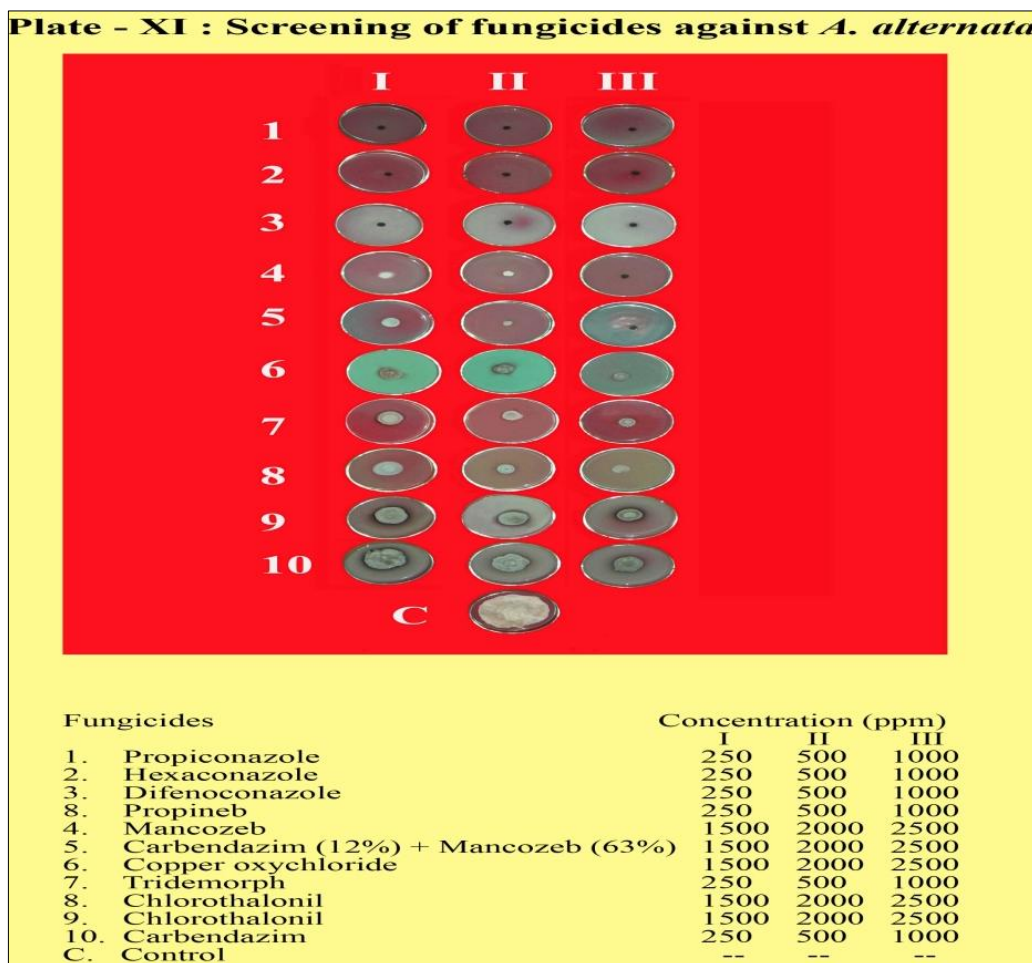 Plate - XI : Screening of fungicides against A. alternata
I II III
1
2
3
4
5
6
7
8
9
10
C
Fungicides Concentration (ppm)
I II III
1. Propiconazole 250 500 1000
2. Hexaconazole 250 500 1000
3. Difenoconazole 250 500 1000
8. Propineb 250 500 1000
4. Mancozeb 1500 2000 2500
5. Carbendazim (12%) + Mancozeb (63%) 1500 2000 2500
6. Copper oxychloride 1500 2000 2500
7. Tridemorph 250 500 1000
8. Chlorothalonil 1500 2000 2500
9. Chlorothalonil 1500 2000 2500
10. Carbendazim 250 500 1000
C. Control -- -- --